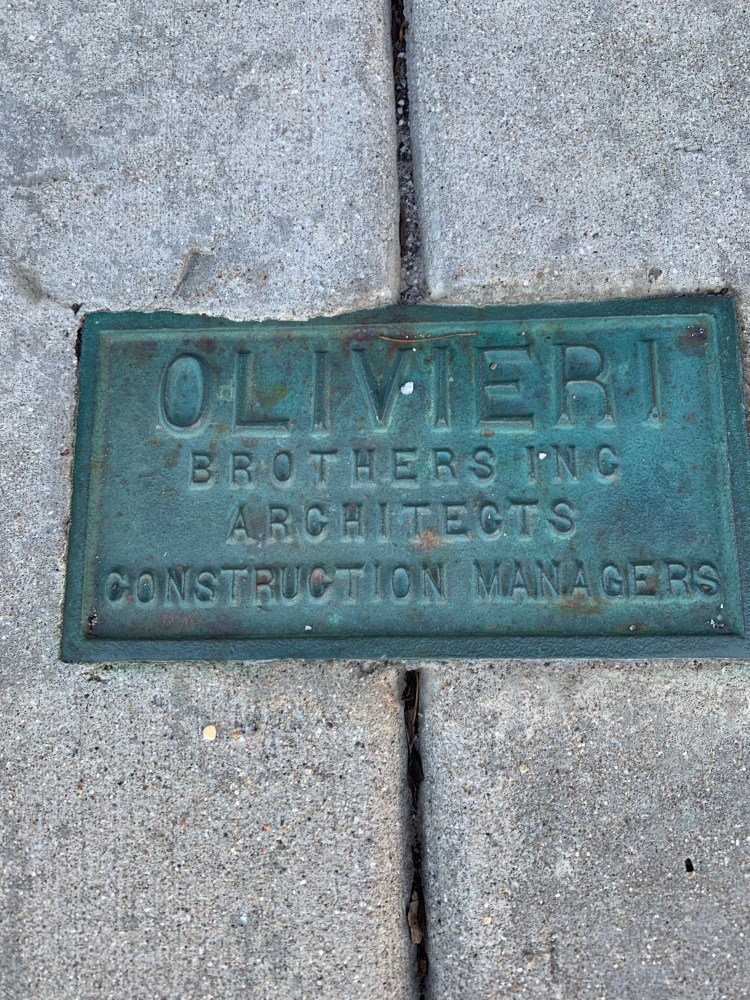 OLIVIERI
BROTHERS INC
ARCHITECTS
CONSTRUCTION MANAGERS